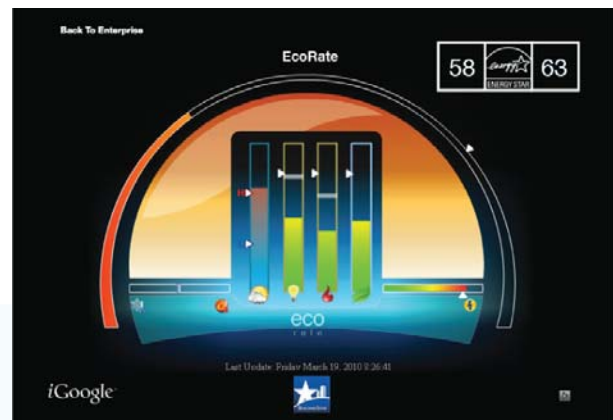 Back To Enterprise
EcoRate
58
energy
ENERGY STAR
63
eco
rate
Last Update: Friday March 19, 2010 8:26:41
iGoogle